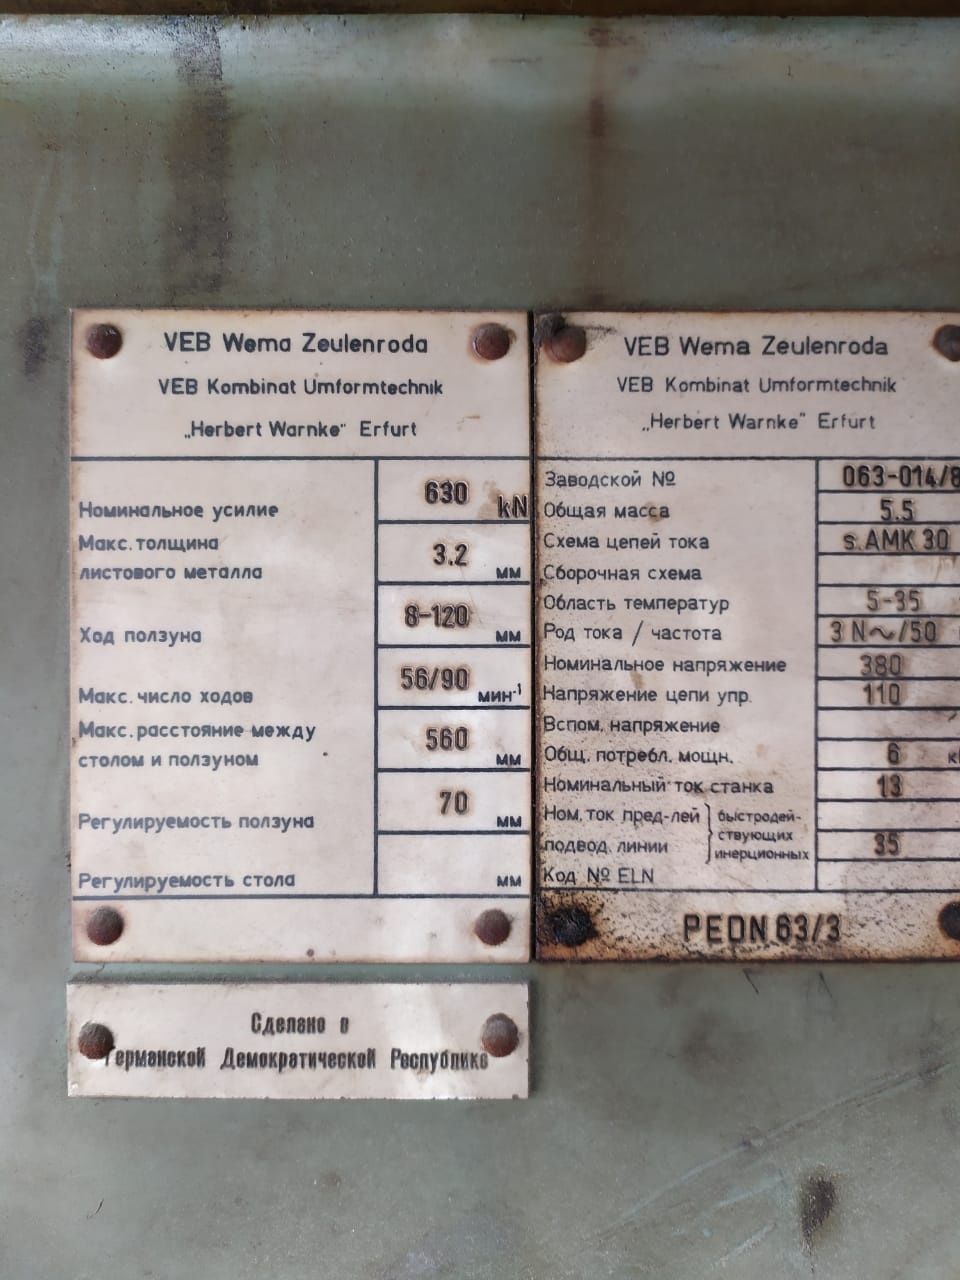 VEB Wema Zeulenroda
VEB Kombinat Umformtechnik
„Herbert Warnke" Erfurt
Номинальное усилие 630 kN
Макс. толщина
листового металла 3.2 мм
Ход ползуна 8-120 мм
Макс. число ходов 56/90 мин-1
Макс. расстояние между
столом и ползуном 560 мм
Регулируемость ползуна 70 мм
Регулируемость стола мм
VEB Wema Zeulenroda
VEB Kombinat Umformtechnik
„Herbert Warnke" Erfurt
Заводской № 063-014/8
Общая масса 5.5
Схема цепей тока s.AMK 30
Сборочная схема
Область температур 5-35
Род тока / частота 3 N~/50
Номинальное напряжение 380
Напряжение цепи упр. 110
Вспом. напряжение
Общ. потребл. мощн. 6
Номинальный ток станка 13
Ном. ток пред-лей быстродей-
ствующих
подвод. линии инерционных 35
Код № ELN
PEDN 63/3
Сделано в
Германской Демократической Республике